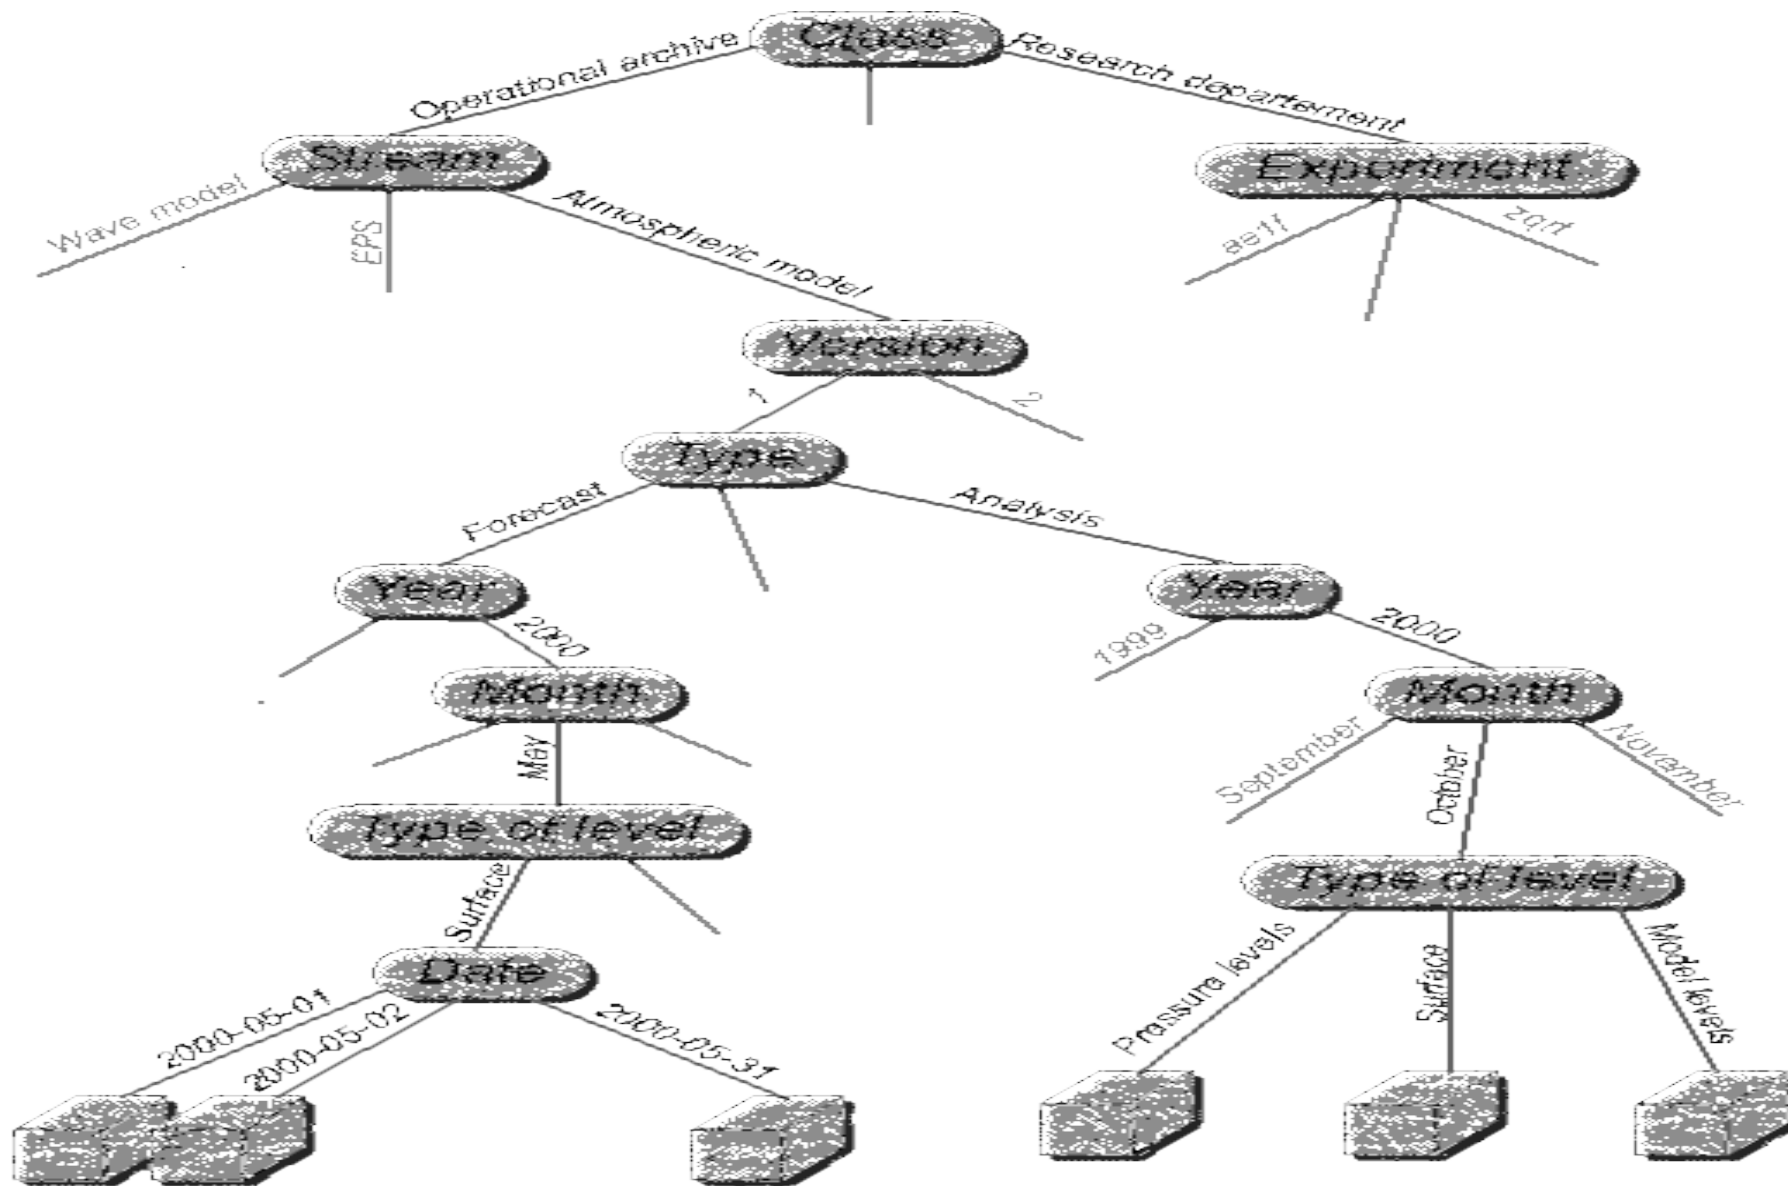 Class
Operational archive
Research departement
Stream
Experiment
Wave model
EPS
Atmospheric model
zqrt
Version
1
2
Type
Forecast
Analysis
Year
Year
2000
1999
2000
Month
Month
May
September
October
November
Type of level
Type of level
Surface
Pressure levels
Surface
Model levels
Date
2000-05-01
2000-05-02
2000-05-31